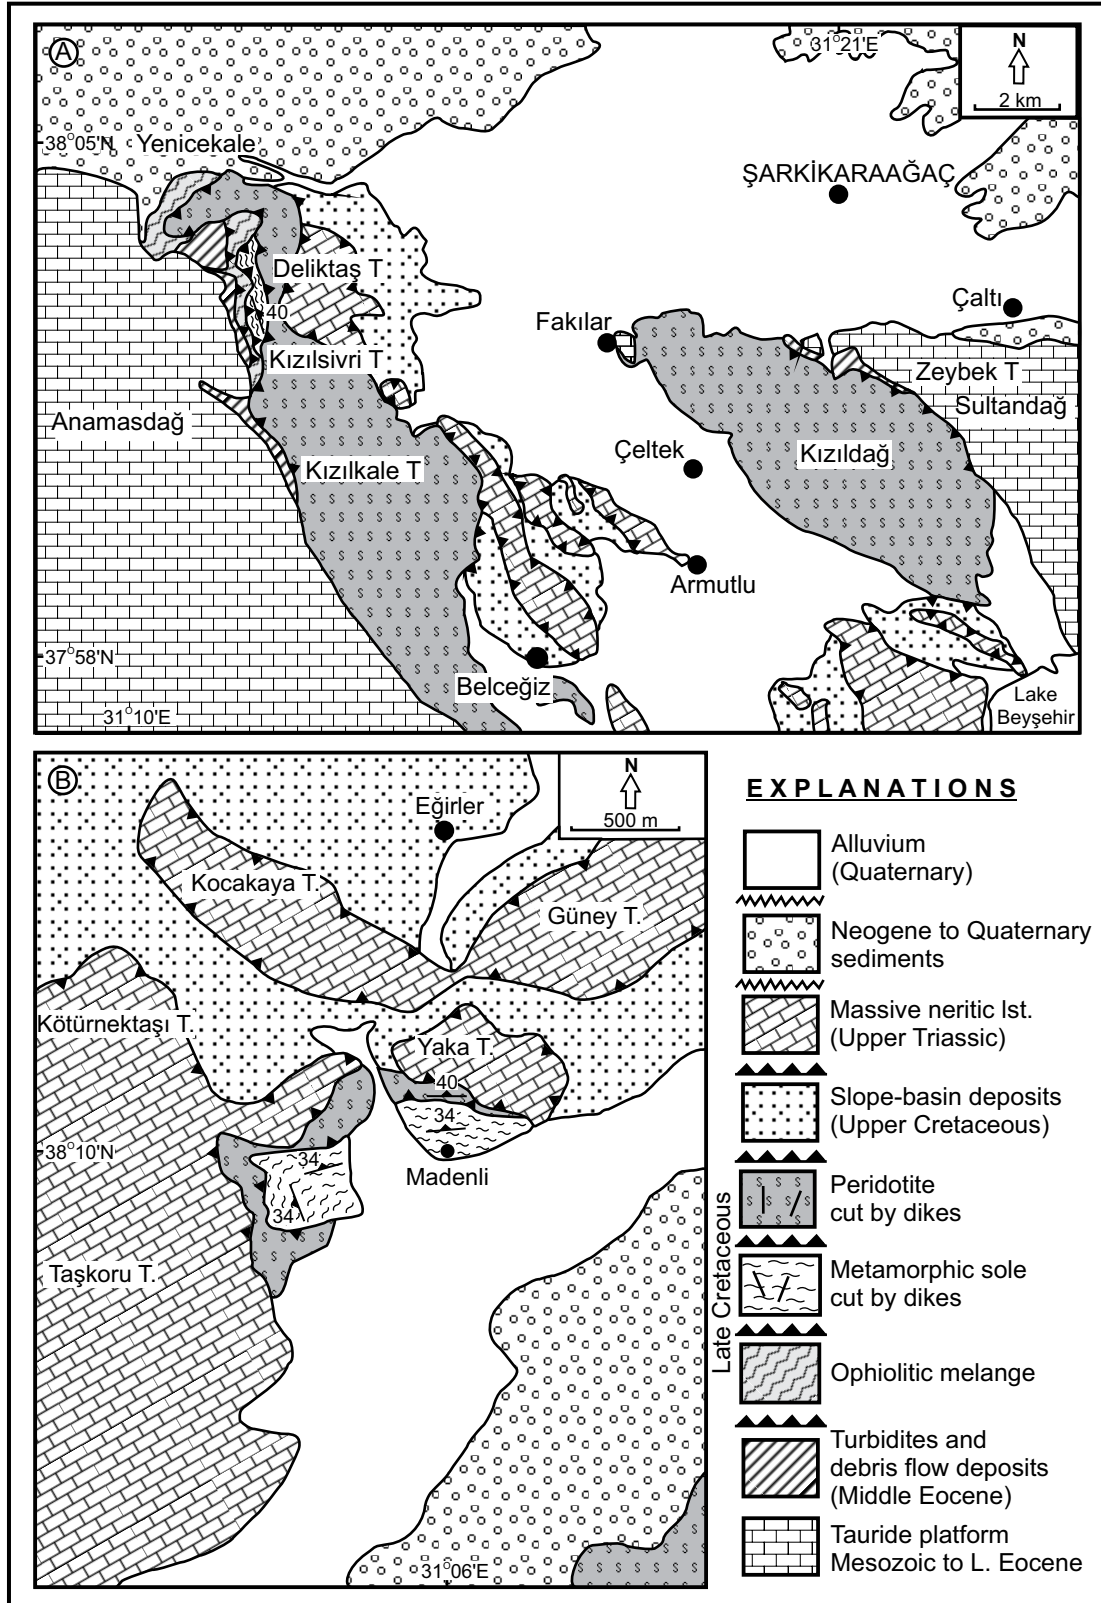 A
31°21'E
N
2 km
38°05'N
Yenicekale
ŞARKİKARAAĞAÇ
Deliktaş T
40
Çaltı
Fakılar
Kızılsivri T
Zeybek T
Sultandağ
Anamasdağ
Çeltek
Kızıldağ
Kızılkale T
Armutlu
37°58'N
Belceğiz
31°10'E
Lake
Beyşehir
B
N
500 m
Eğirler
Kocakaya T.
Güney T.
Kötürnektaşı T.
Yaka T.
40
34
38°10'N
34
Madenli
34
Taşkoru T.
31°06'E
EXPLANATIONS
Alluvium
(Quaternary)
Neogene to Quaternary
sediments
Massive neritic lst.
(Upper Triassic)
Slope-basin deposits
(Upper Cretaceous)
Peridotite
cut by dikes
Metamorphic sole
cut by dikes
Late Cretaceous
Ophiolitic melange
Turbidites and
debris flow deposits
(Middle Eocene)
Tauride platform
Mesozoic to L. Eocene